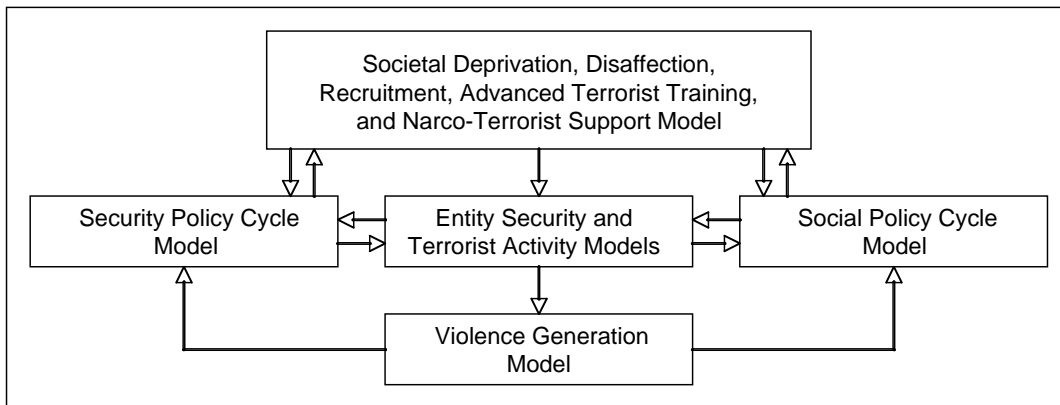 Societal Deprivation, Disaffection,
Recruitment, Advanced Terrorist Training,
and Narco-Terrorist Support Model
Security Policy Cycle
Model
Entity Security and
Terrorist Activity Models
Social Policy Cycle
Model
Violence Generation
Model